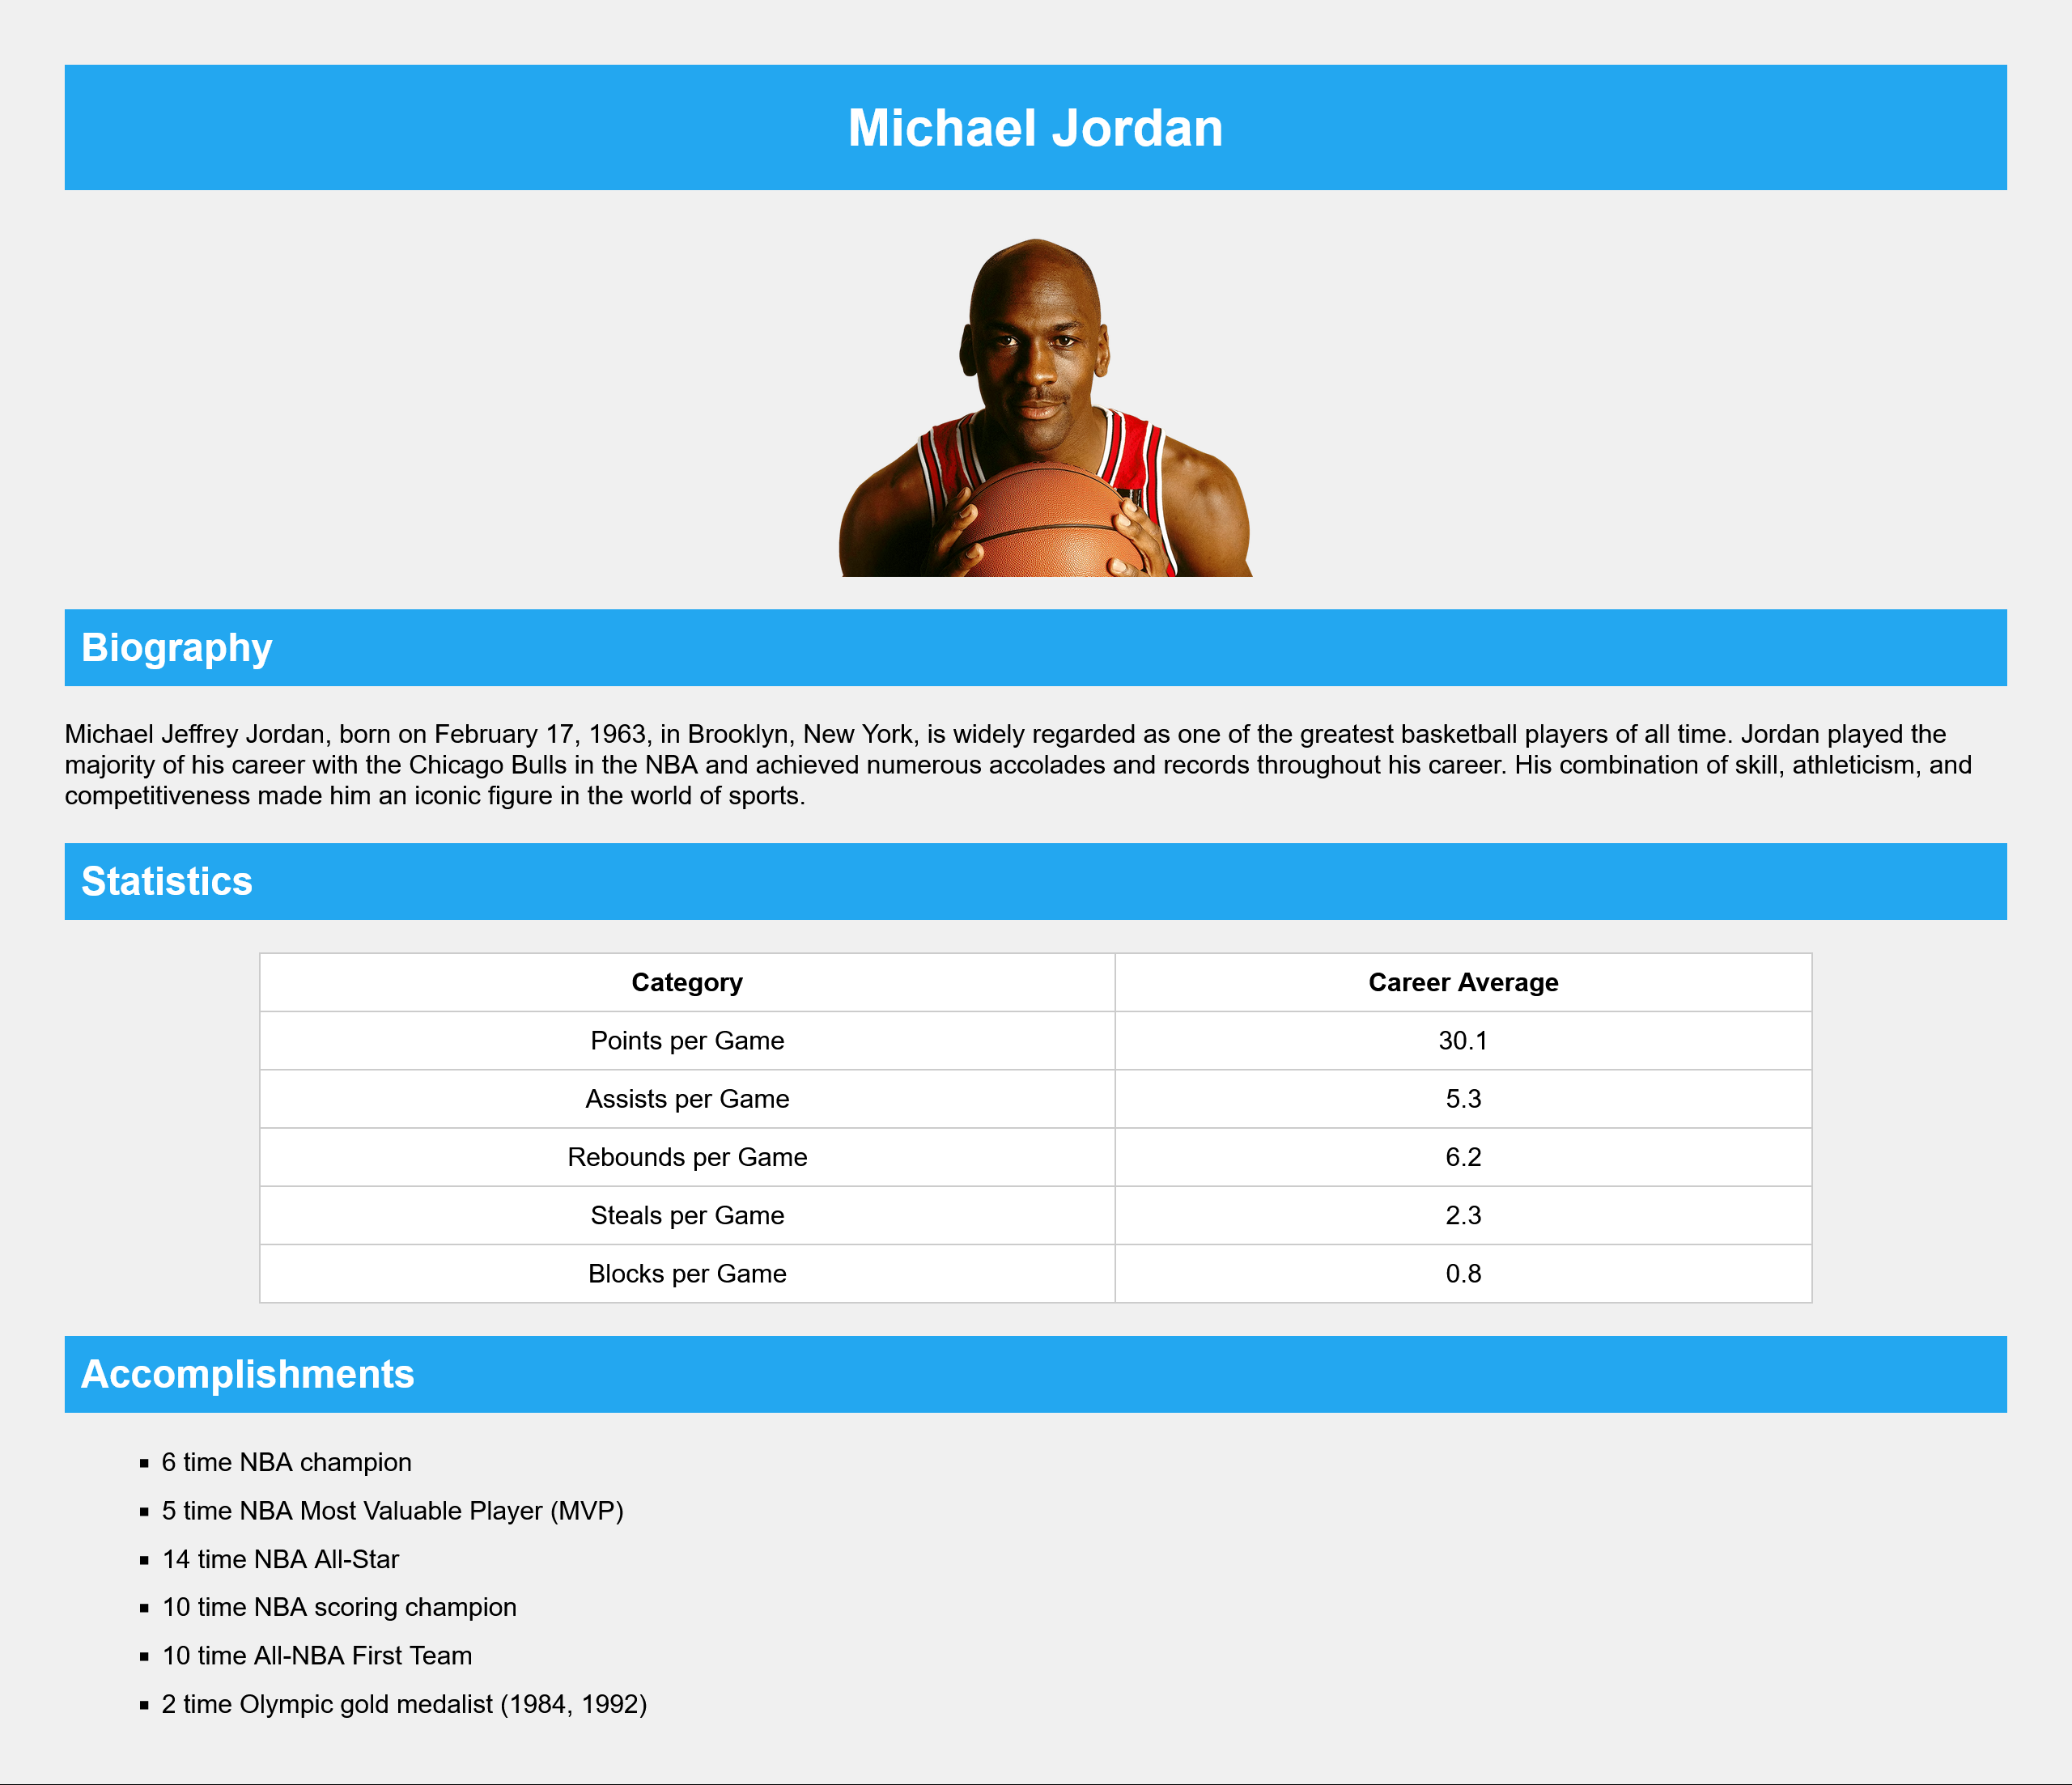 Michael Jordan
Biography
Michael Jeffrey Jordan, born on February 17, 1963, in Brooklyn, New York, is widely regarded as one of the greatest basketball players of all time. Jordan played the
majority of his career with the Chicago Bulls in the NBA and achieved numerous accolades and records throughout his career. His combination of skill, athleticism, and
competitiveness made him an iconic figure in the world of sports.
Statistics
Category Career Average
Points per Game 30.1
Assists per Game 5.3
Rebounds per Game 6.2
Steals per Game 2.3
Blocks per Game 0.8
Accomplishments
▪ 6 time NBA champion
▪ 5 time NBA Most Valuable Player (MVP)
▪ 14 time NBA All-Star
▪ 10 time NBA scoring champion
▪ 10 time All-NBA First Team
▪ 2 time Olympic gold medalist (1984, 1992)